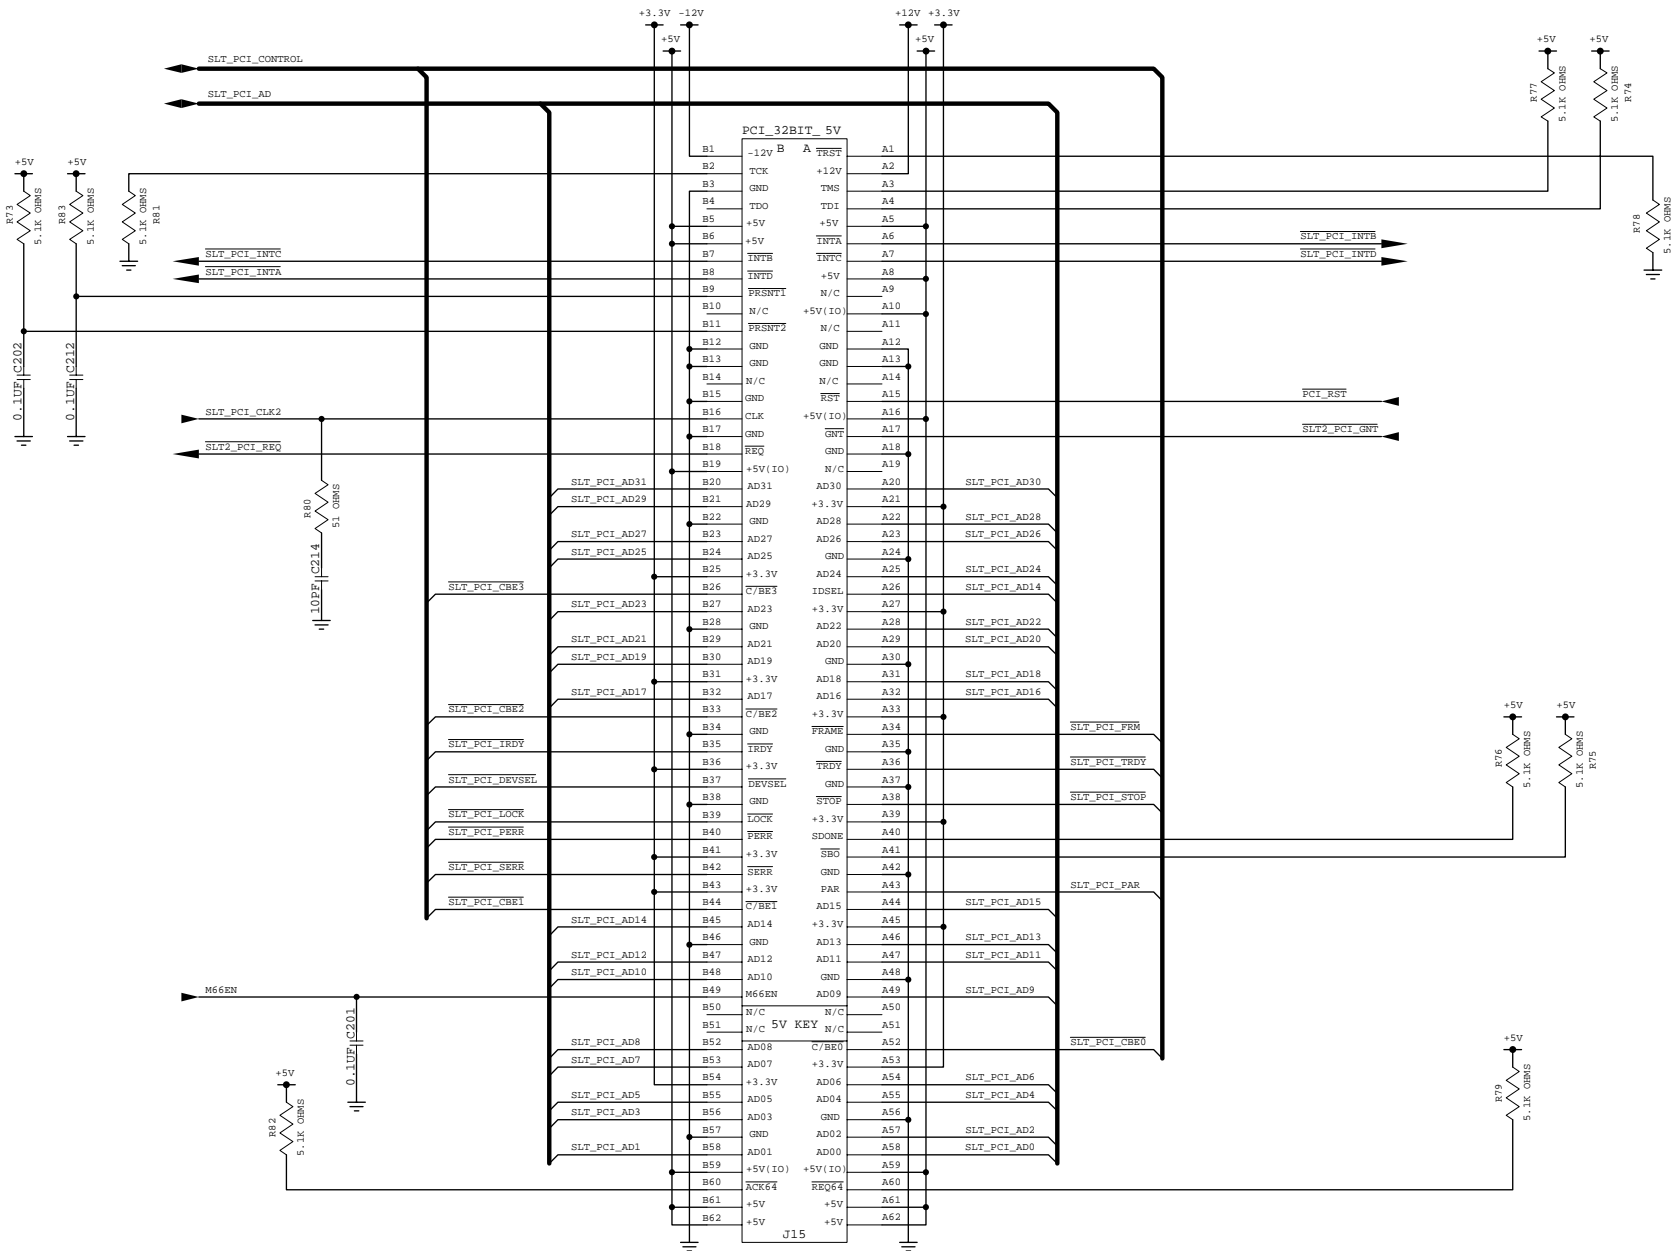 +3.3V -12V +12V +3.3V
+5V +5V +5V +5V
SLT_PCI_CONTROL
SLT_PCI_AD
R77 5.1K OHMS
5.1K OHMS R74
PCI_32BIT_ 5V
B A
+5V +5V
R73 5.1K OHMS
R83 5.1K OHMS
5.1K OHMS R81
R78 5.1K OHMS
B1 -12V TRST A1
B2 TCK +12V A2
B3 GND TMS A3
B4 TDO TDI A4
B5 +5V +5V A5
B6 +5V INTA A6 SLT_PCI_INTB
SLT_PCI_INTC B7 INTB INTC A7 SLT_PCI_INTD
SLT_PCI_INTA B8 INTD +5V A8
B9 PRSNT1 N/C A9
B10 N/C +5V(IO) A10
B11 PRSNT2 N/C A11
B12 GND GND A12
0.1UF C202
0.1UF C212
B13 GND GND A13
B14 N/C N/C A14
B15 GND RST A15 PCI_RST
SLT_PCI_CLK2 B16 CLK +5V(IO) A16
B17 GND GNT A17 SLT2_PCI_GNT
SLT2_PCI_REQ B18 REQ GND A18
B19 +5V(IO) N/C A19
SLT_PCI_AD31 B20 AD31 AD30 A20 SLT_PCI_AD30
SLT_PCI_AD29 B21 AD29 +3.3V A21
R80 51 OHMS
B22 GND AD28 A22 SLT_PCI_AD28
SLT_PCI_AD27 B23 AD27 AD26 A23 SLT_PCI_AD26
SLT_PCI_AD25 B24 AD25 GND A24
10PF C214
B25 +3.3V AD24 A25 SLT_PCI_AD24
SLT_PCI_CBE3 B26 C/BE3 IDSEL A26 SLT_PCI_AD14
SLT_PCI_AD23 B27 AD23 +3.3V A27
B28 GND AD22 A28 SLT_PCI_AD22
SLT_PCI_AD21 B29 AD21 AD20 A29 SLT_PCI_AD20
SLT_PCI_AD19 B30 AD19 GND A30
B31 +3.3V AD18 A31 SLT_PCI_AD18
SLT_PCI_AD17 B32 AD17 AD16 A32 SLT_PCI_AD16
SLT_PCI_CBE2 B33 C/BE2 +3.3V A33
+5V +5V
B34 GND FRAME A34 SLT_PCI_FRM
SLT_PCI_IRDY B35 IRDY GND A35
B36 +3.3V TRDY A36 SLT_PCI_TRDY
R76 5.1K OHMS
5.1K OHMS R75
SLT_PCI_DEVSEL B37 DEVSEL GND A37
B38 GND STOP A38 SLT_PCI_STOP
SLT_PCI_LOCK B39 LOCK +3.3V A39
SLT_PCI_PERR B40 PERR SDONE A40
B41 +3.3V SBO A41
SLT_PCI_SERR B42 SERR GND A42
B43 +3.3V PAR A43 SLT_PCI_PAR
SLT_PCI_CBE1 B44 C/BE1 AD15 A44 SLT_PCI_AD15
SLT_PCI_AD14 B45 AD14 +3.3V A45
B46 GND AD13 A46 SLT_PCI_AD13
SLT_PCI_AD12 B47 AD12 AD11 A47 SLT_PCI_AD11
SLT_PCI_AD10 B48 AD10 GND A48
M66EN B49 M66EN AD09 A49 SLT_PCI_AD9
B50 N/C N/C A50
5V KEY
B51 N/C N/C A51
0.1UF C201
SLT_PCI_AD8 B52 AD08 C/BE0 A52 SLT_PCI_CBE0
+5V
SLT_PCI_AD7 B53 AD07 +3.3V A53
+5V
B54 +3.3V AD06 A54 SLT_PCI_AD6
SLT_PCI_AD5 B55 AD05 AD04 A55 SLT_PCI_AD4
R79 5.1K OHMS
SLT_PCI_AD3 B56 AD03 GND A56
R82 5.1K OHMS
B57 GND AD02 A57 SLT_PCI_AD2
SLT_PCI_AD1 B58 AD01 AD00 A58 SLT_PCI_AD0
B59 +5V(IO) +5V(IO) A59
B60 ACK64 REQ64 A60
B61 +5V +5V A61
B62 +5V +5V A62
J15